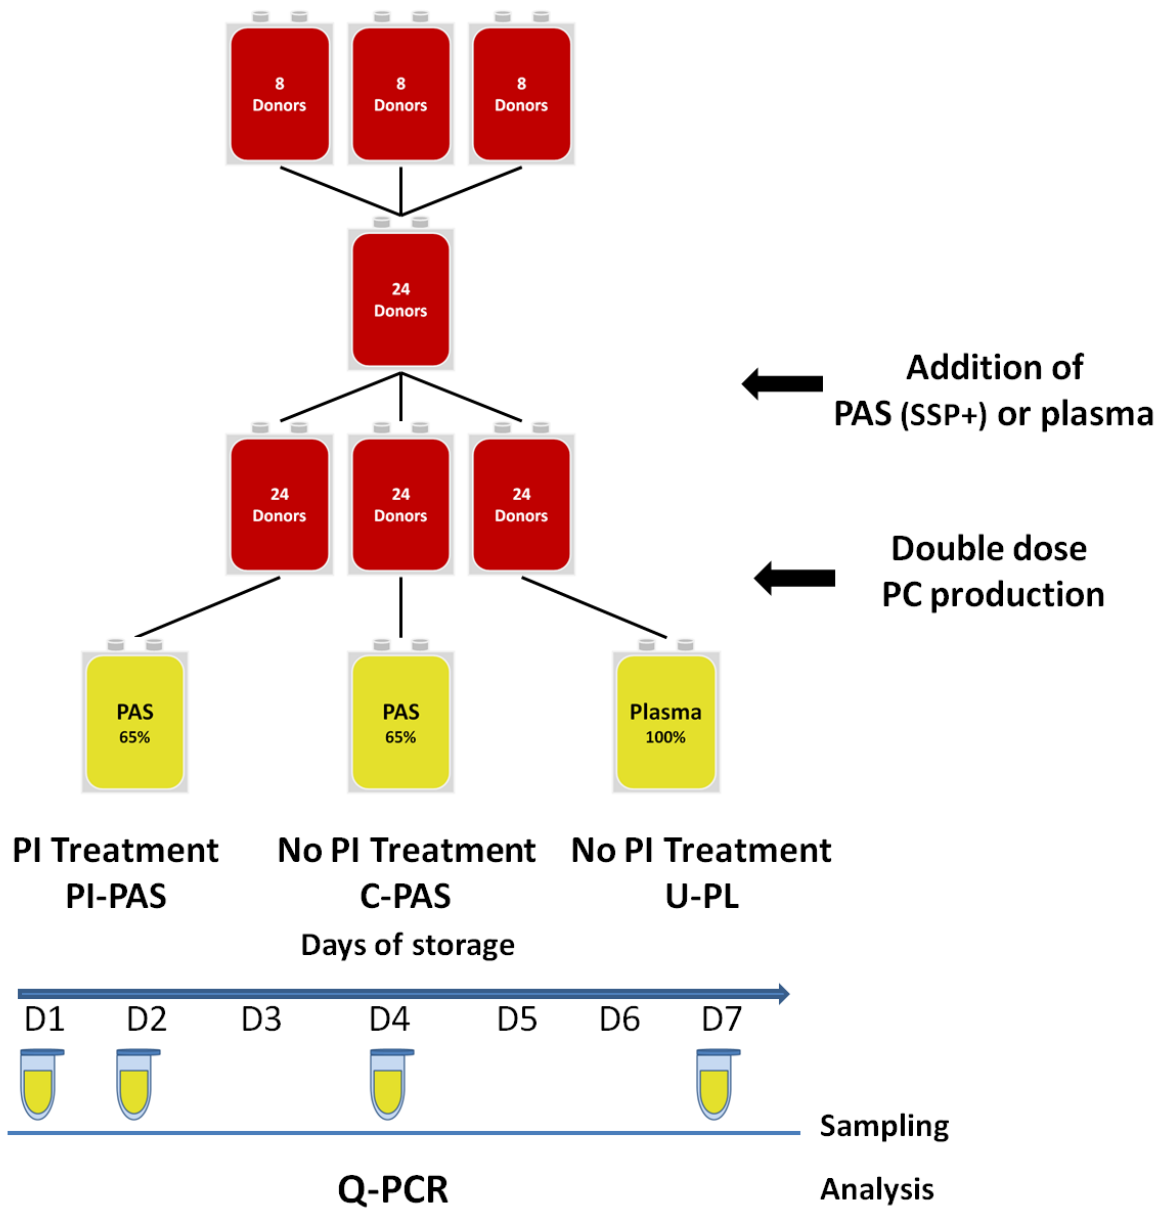 8
Donors
8
Donors
8
Donors
24
Donors
Addition of
PAS (SSP+) or plasma
24
Donors
24
Donors
24
Donors
Double dose
PC production
PAS
65%
PAS
65%
Plasma
100%
PI Treatment
PI-PAS
No PI Treatment
C-PAS
No PI Treatment
U-PL
Days of storage
D1 D2 D3 D4 D5 D6 D7
Sampling
Q-PCR
Analysis